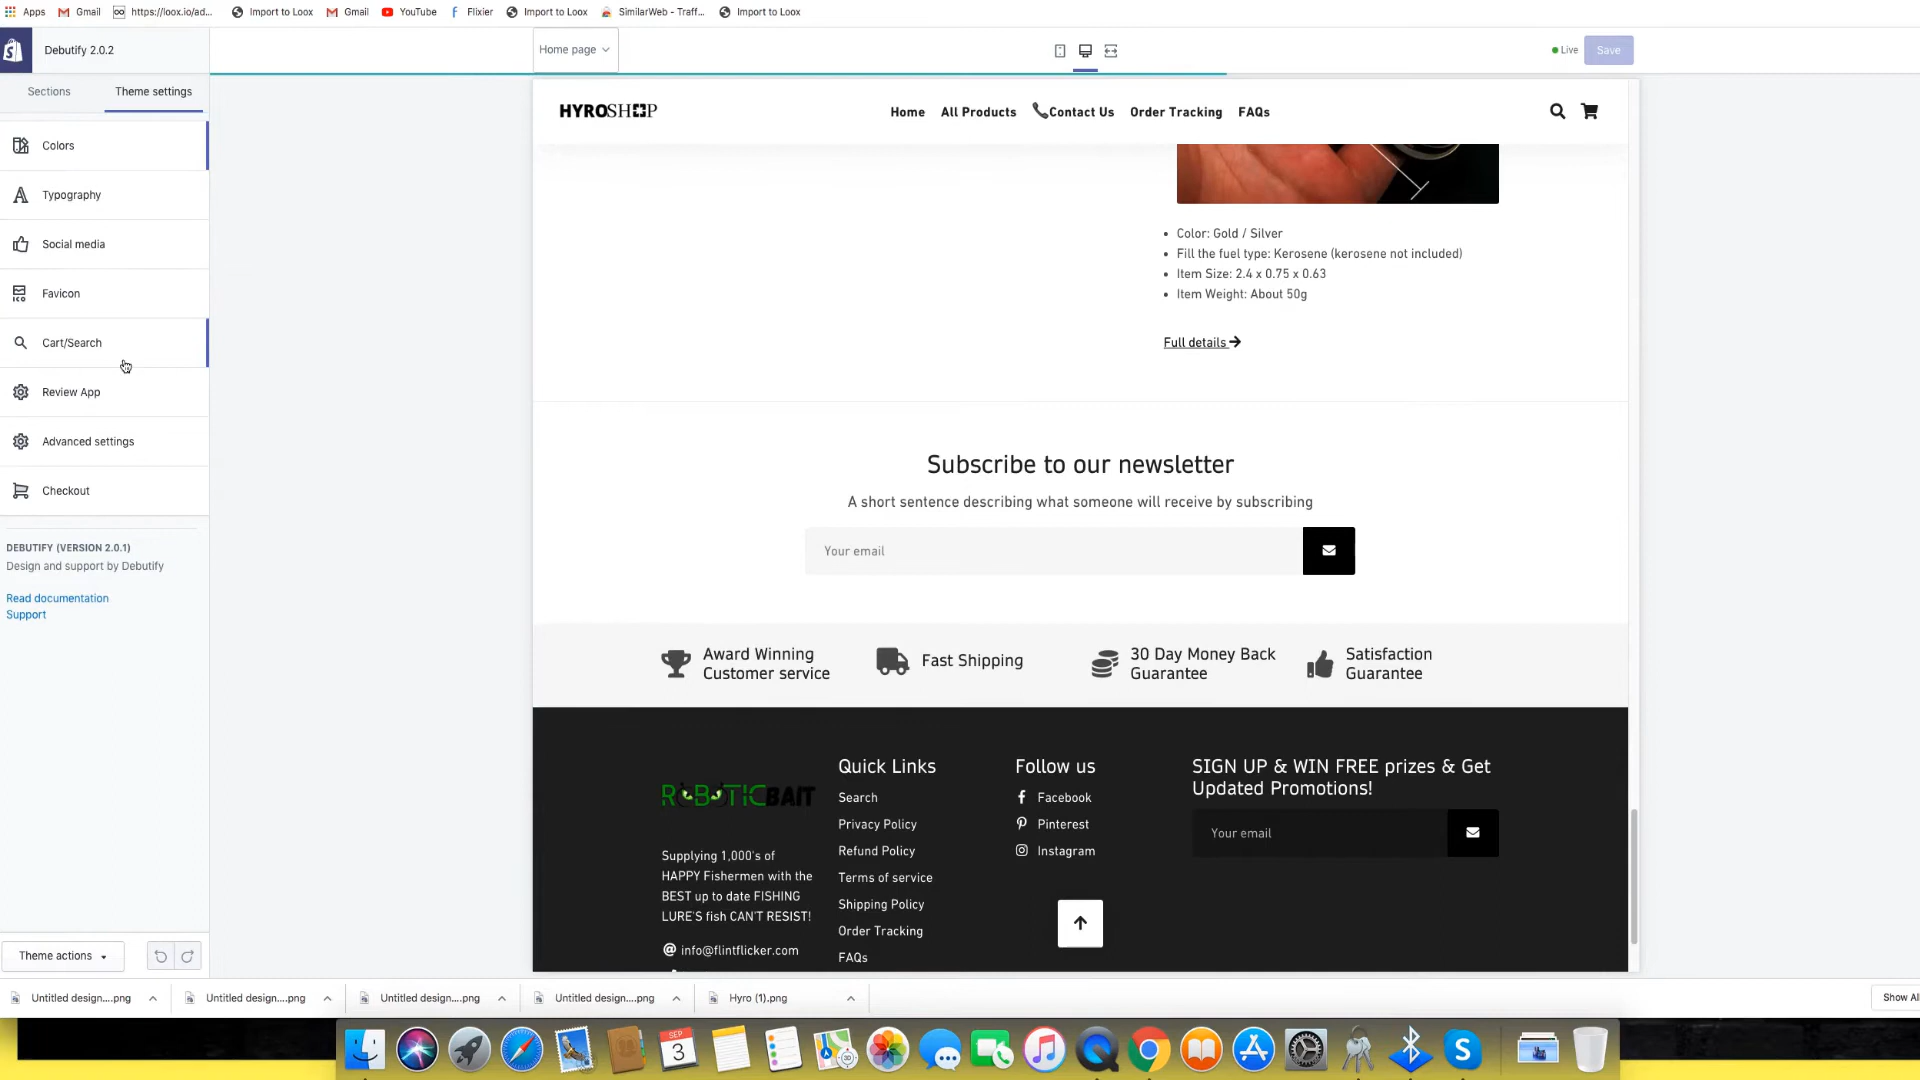 Apps Gmail https://loox.io/ad... Import to Loox Gmail YouTube Flixier Import to Loox SimilarWeb - Traff... Import to Loox
Debutify 2.0.2 Home page Live Save
Sections Theme settings
Colors
Typography
Social media
Favicon
Cart/Search
Review App
Advanced settings
Checkout
DEBUTIFY (VERSION 2.0.1)
Design and support by Debutify
Read documentation
Support
Theme actions
HYROSHOP Home All Products Contact Us Order Tracking FAQs
Color: Gold / Silver
Fill the fuel type: Kerosene (kerosene not included)
Item Size: 2.4 x 0.75 x 0.63
Item Weight: About 50g
Full details
Subscribe to our newsletter
A short sentence describing what someone will receive by subscribing
Your email
Award Winning
Customer service
Fast Shipping
30 Day Money Back
Guarantee
Satisfaction
Guarantee
ROBOTICBAIT
Supplying 1,000's of
HAPPY Fishermen with the
BEST up to date FISHING
LURE'S fish CAN'T RESIST!
info@flintflicker.com
Quick Links
Search
Privacy Policy
Refund Policy
Terms of service
Shipping Policy
Order Tracking
FAQs
Follow us
Facebook
Pinterest
Instagram
SIGN UP & WIN FREE prizes & Get
Updated Promotions!
Your email
Untitled design....png Untitled design....png Untitled design....png Untitled design....png Hyro (1).png Show Al
SEP
3